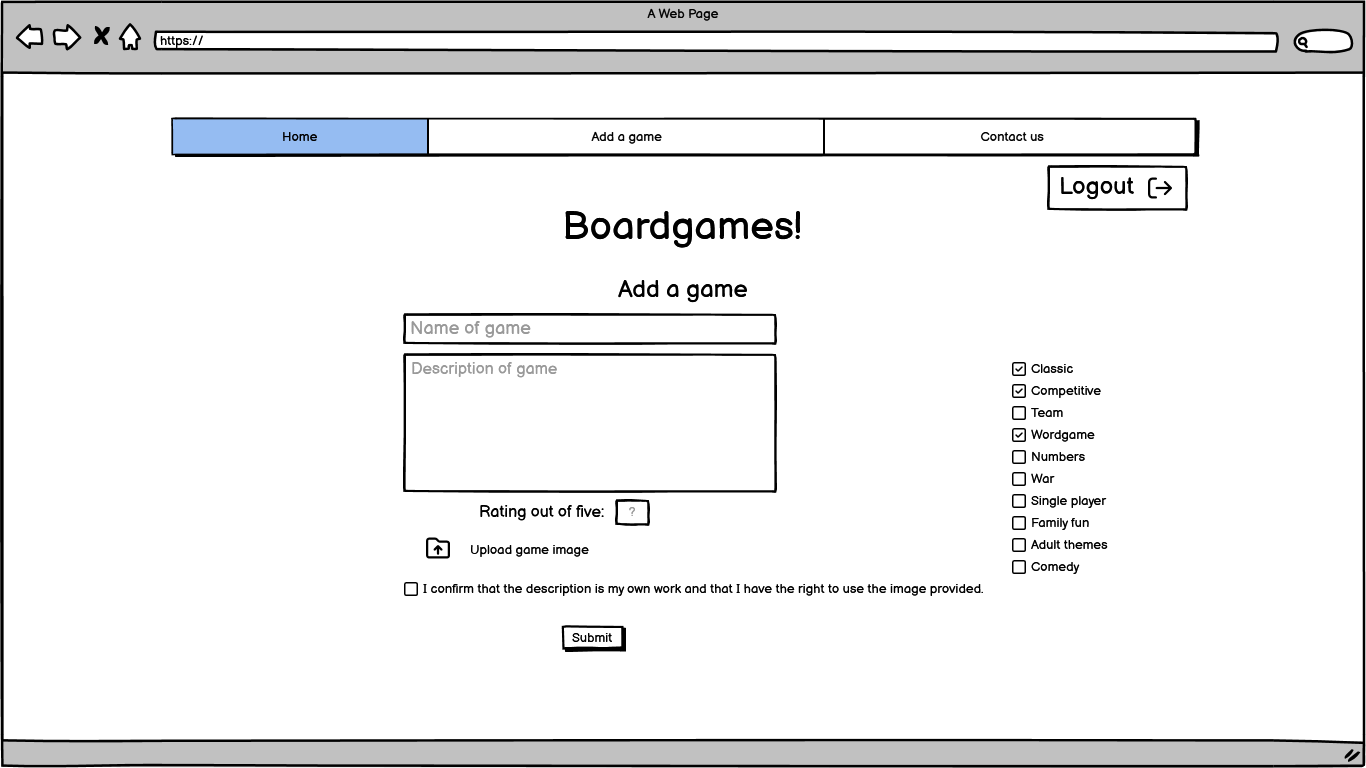 A Web Page
https://
Home
Add a game
Contact us
Logout
Boardgames!
Add a game
Name of game
Description of game
Rating out of five:
?
Upload game image
I confirm that the description is my own work and that I have the right to use the image provided.
Submit
Classic
Competitive
Team
Wordgame
Numbers
War
Single player
Family fun
Adult themes
Comedy